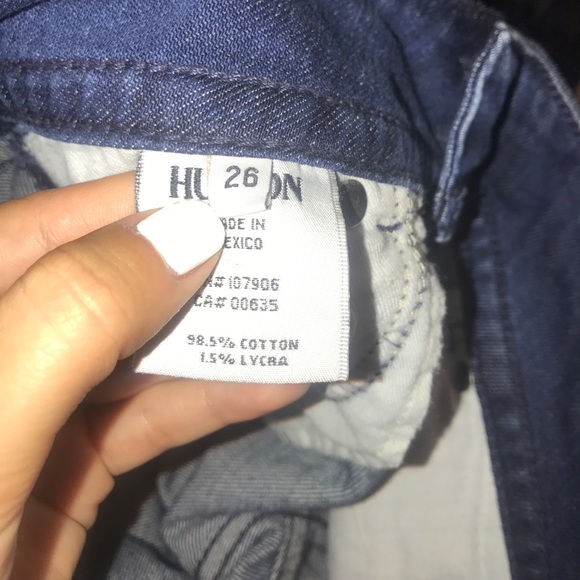 HU ON
26
ADE IN
EXICO
# 107906
CA# 00635
98.5% COTTON
1.5% LYCRA